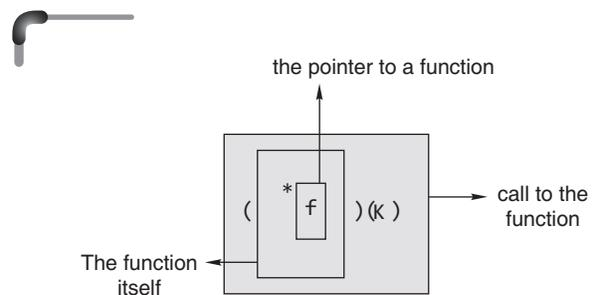 the pointer to a function
( * f )(K )
call to the
function
The function
itself